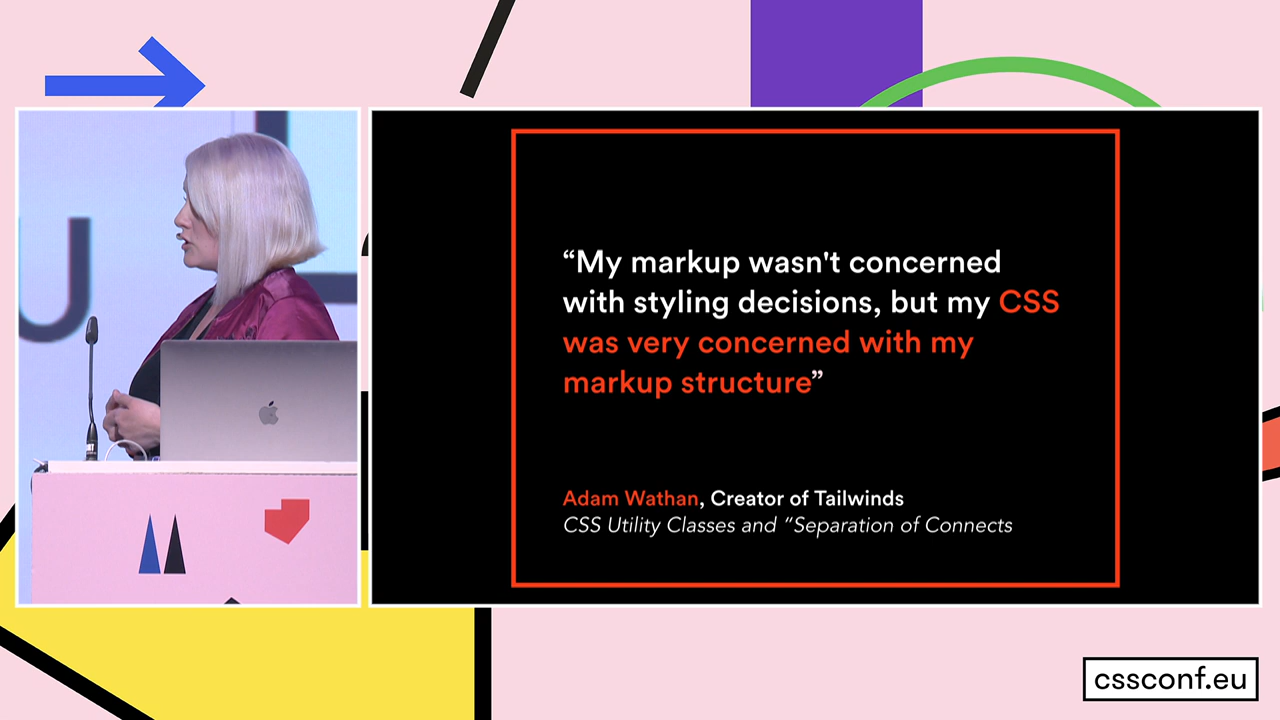 “My markup wasn't concerned
with styling decisions, but my CSS
was very concerned with my
markup structure”
Adam Wathan, Creator of Tailwinds
CSS Utility Classes and “Separation of Connects
U
cssconf.eu